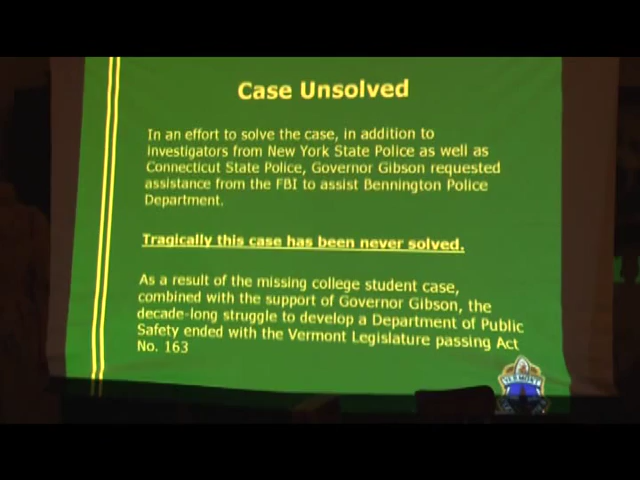 Case Unsolved
In an effort to solve the case, in addition to
investigators from New York State Police as well as
Connecticut State Police, Governor Gibson requested
assistance from the FBI to assist Bennington Police
Department.
Tragically this case has been never solved.
As a result of the missing college student case,
combined with the support of Governor Gibson, the
decade-long struggle to develop a Department of Public
Safety ended with the Vermont Legislature passing Act
No. 163
VERMONT